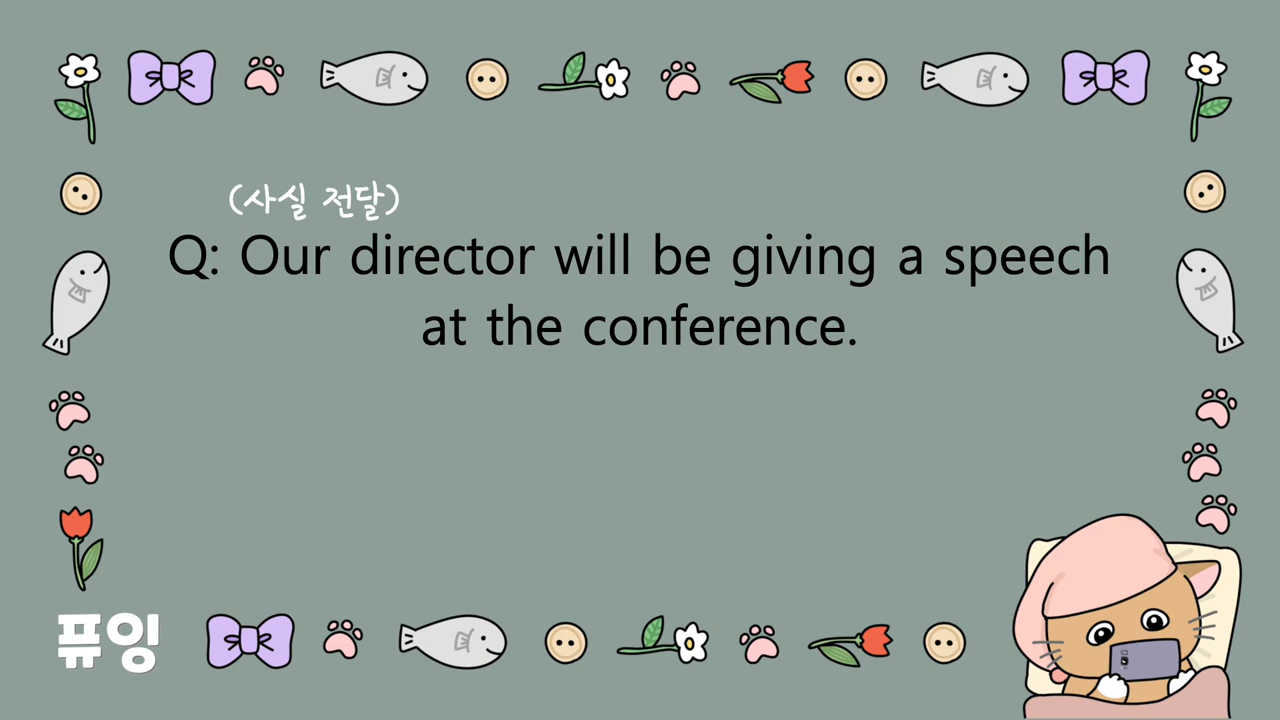 (사실 전달)
Q: Our director will be giving a speech
at the conference.
퓨잉